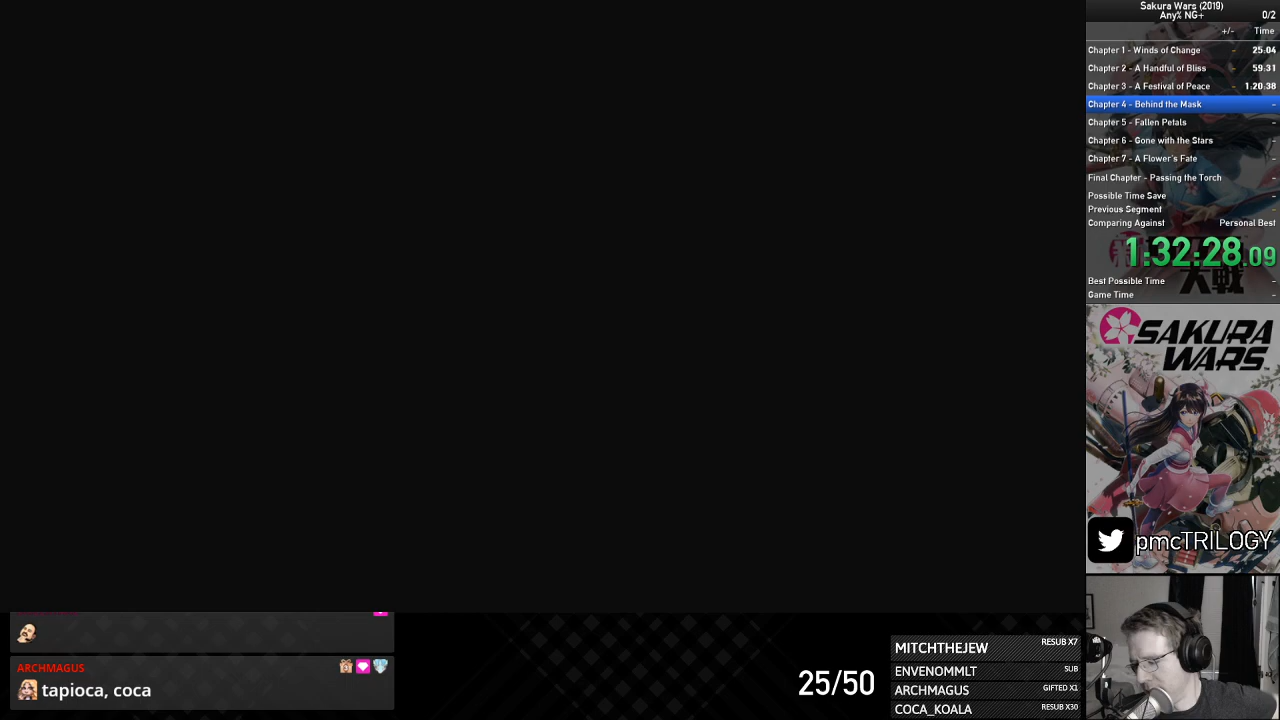 Sakura Wars (2019)
Any% NG+ 0/2
+/- Time
Chapter 1 - Winds of Change - 25.04
Chapter 2 - A Handful of Bliss - 59.31
Chapter 3 - A Festival of Peace - 1:20:38
Chapter 4 - Behind the Mask -
Chapter 5 - Fallen Petals -
Chapter 6 - Gone with the Stars -
Chapter 7 - A Flower's Fate -
Final Chapter - Passing the Torch -
Possible Time Save -
Previous Segment -
Comparing Against Personal Best
1:32:28.09
Best Possible Time -
Game Time -
SAKURA WARS
pmcTRILOGY
ARCHMAGUS
tapioca, coca
25/50
MITCHTHEJEW RESUB X7
ENVENOMMLT SUB
ARCHMAGUS GIFTED X1
COCA_KOALA RESUB X30